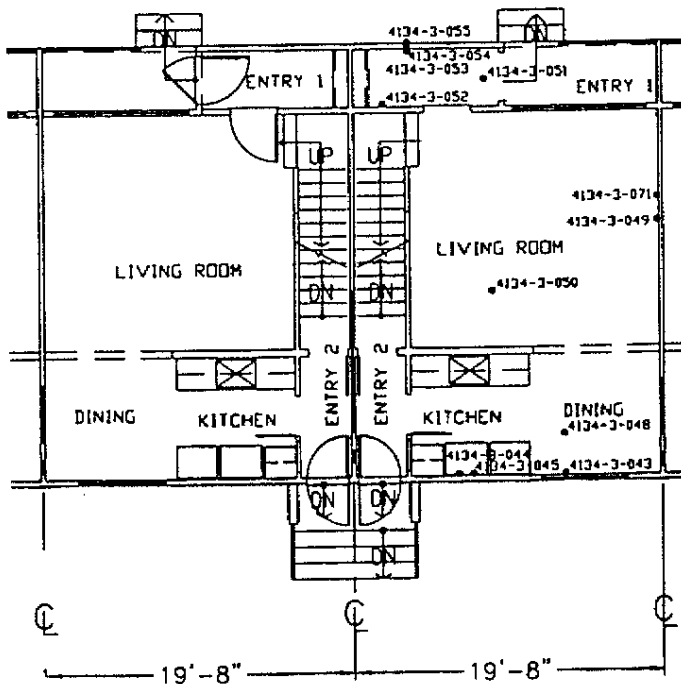 DN
DN
4134-3-055
4134-3-054
4134-3-053
4134-3-051
ENTRY 1
ENTRY 1
4134-3-052
UP
UP
4134-3-071
4134-3-049
LIVING ROOM
LIVING ROOM
DN
DN
4134-3-050
ENTRY 2
ENTRY 2
DINING
KITCHEN
KITCHEN
DINING
4134-3-048
4134-3-044
4134-3-045
4134-3-043
DN
DN
DN
CL
CL
CL
19'-8"
19'-8"